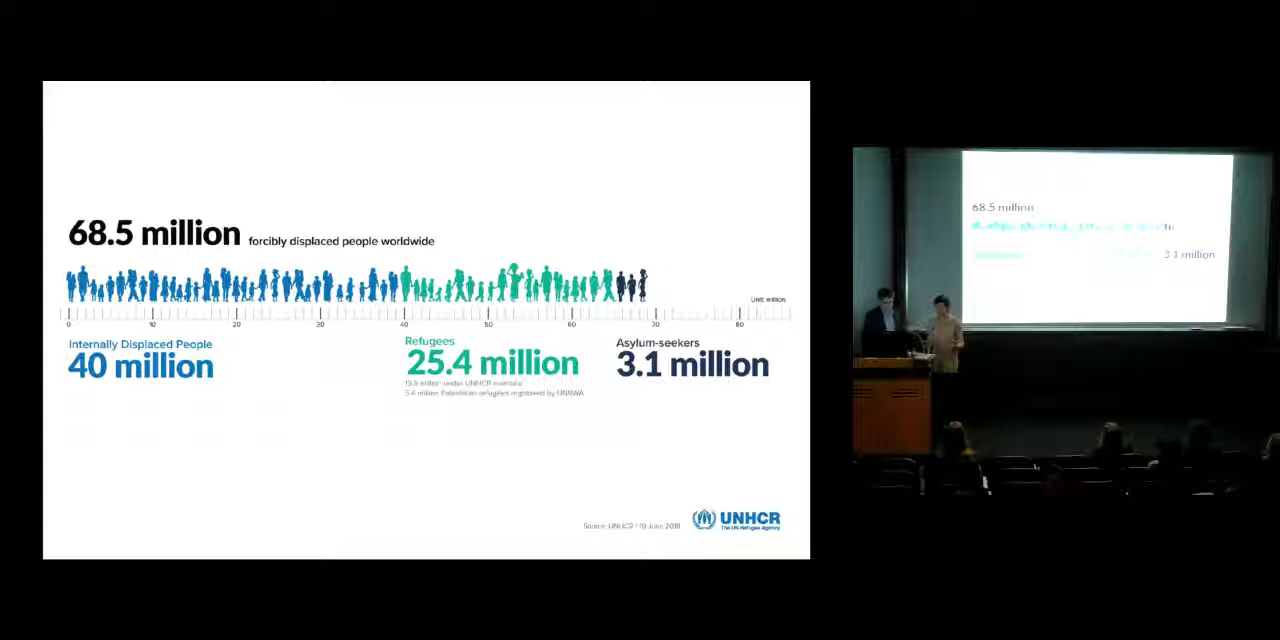 68.5 million forcibly displaced people worldwide
Unit: million
0 10 20 30 40 50 60 70 80
Internally Displaced People
40 million
Refugees
25.4 million
19.9 million under UNHCR mandate
5.4 million Palestinian refugees registered by UNRWA
Asylum-seekers
3.1 million
Source: UNHCR / 19 June 2018
UNHCR
The UN Refugee Agency
68.5 million
3.1 million